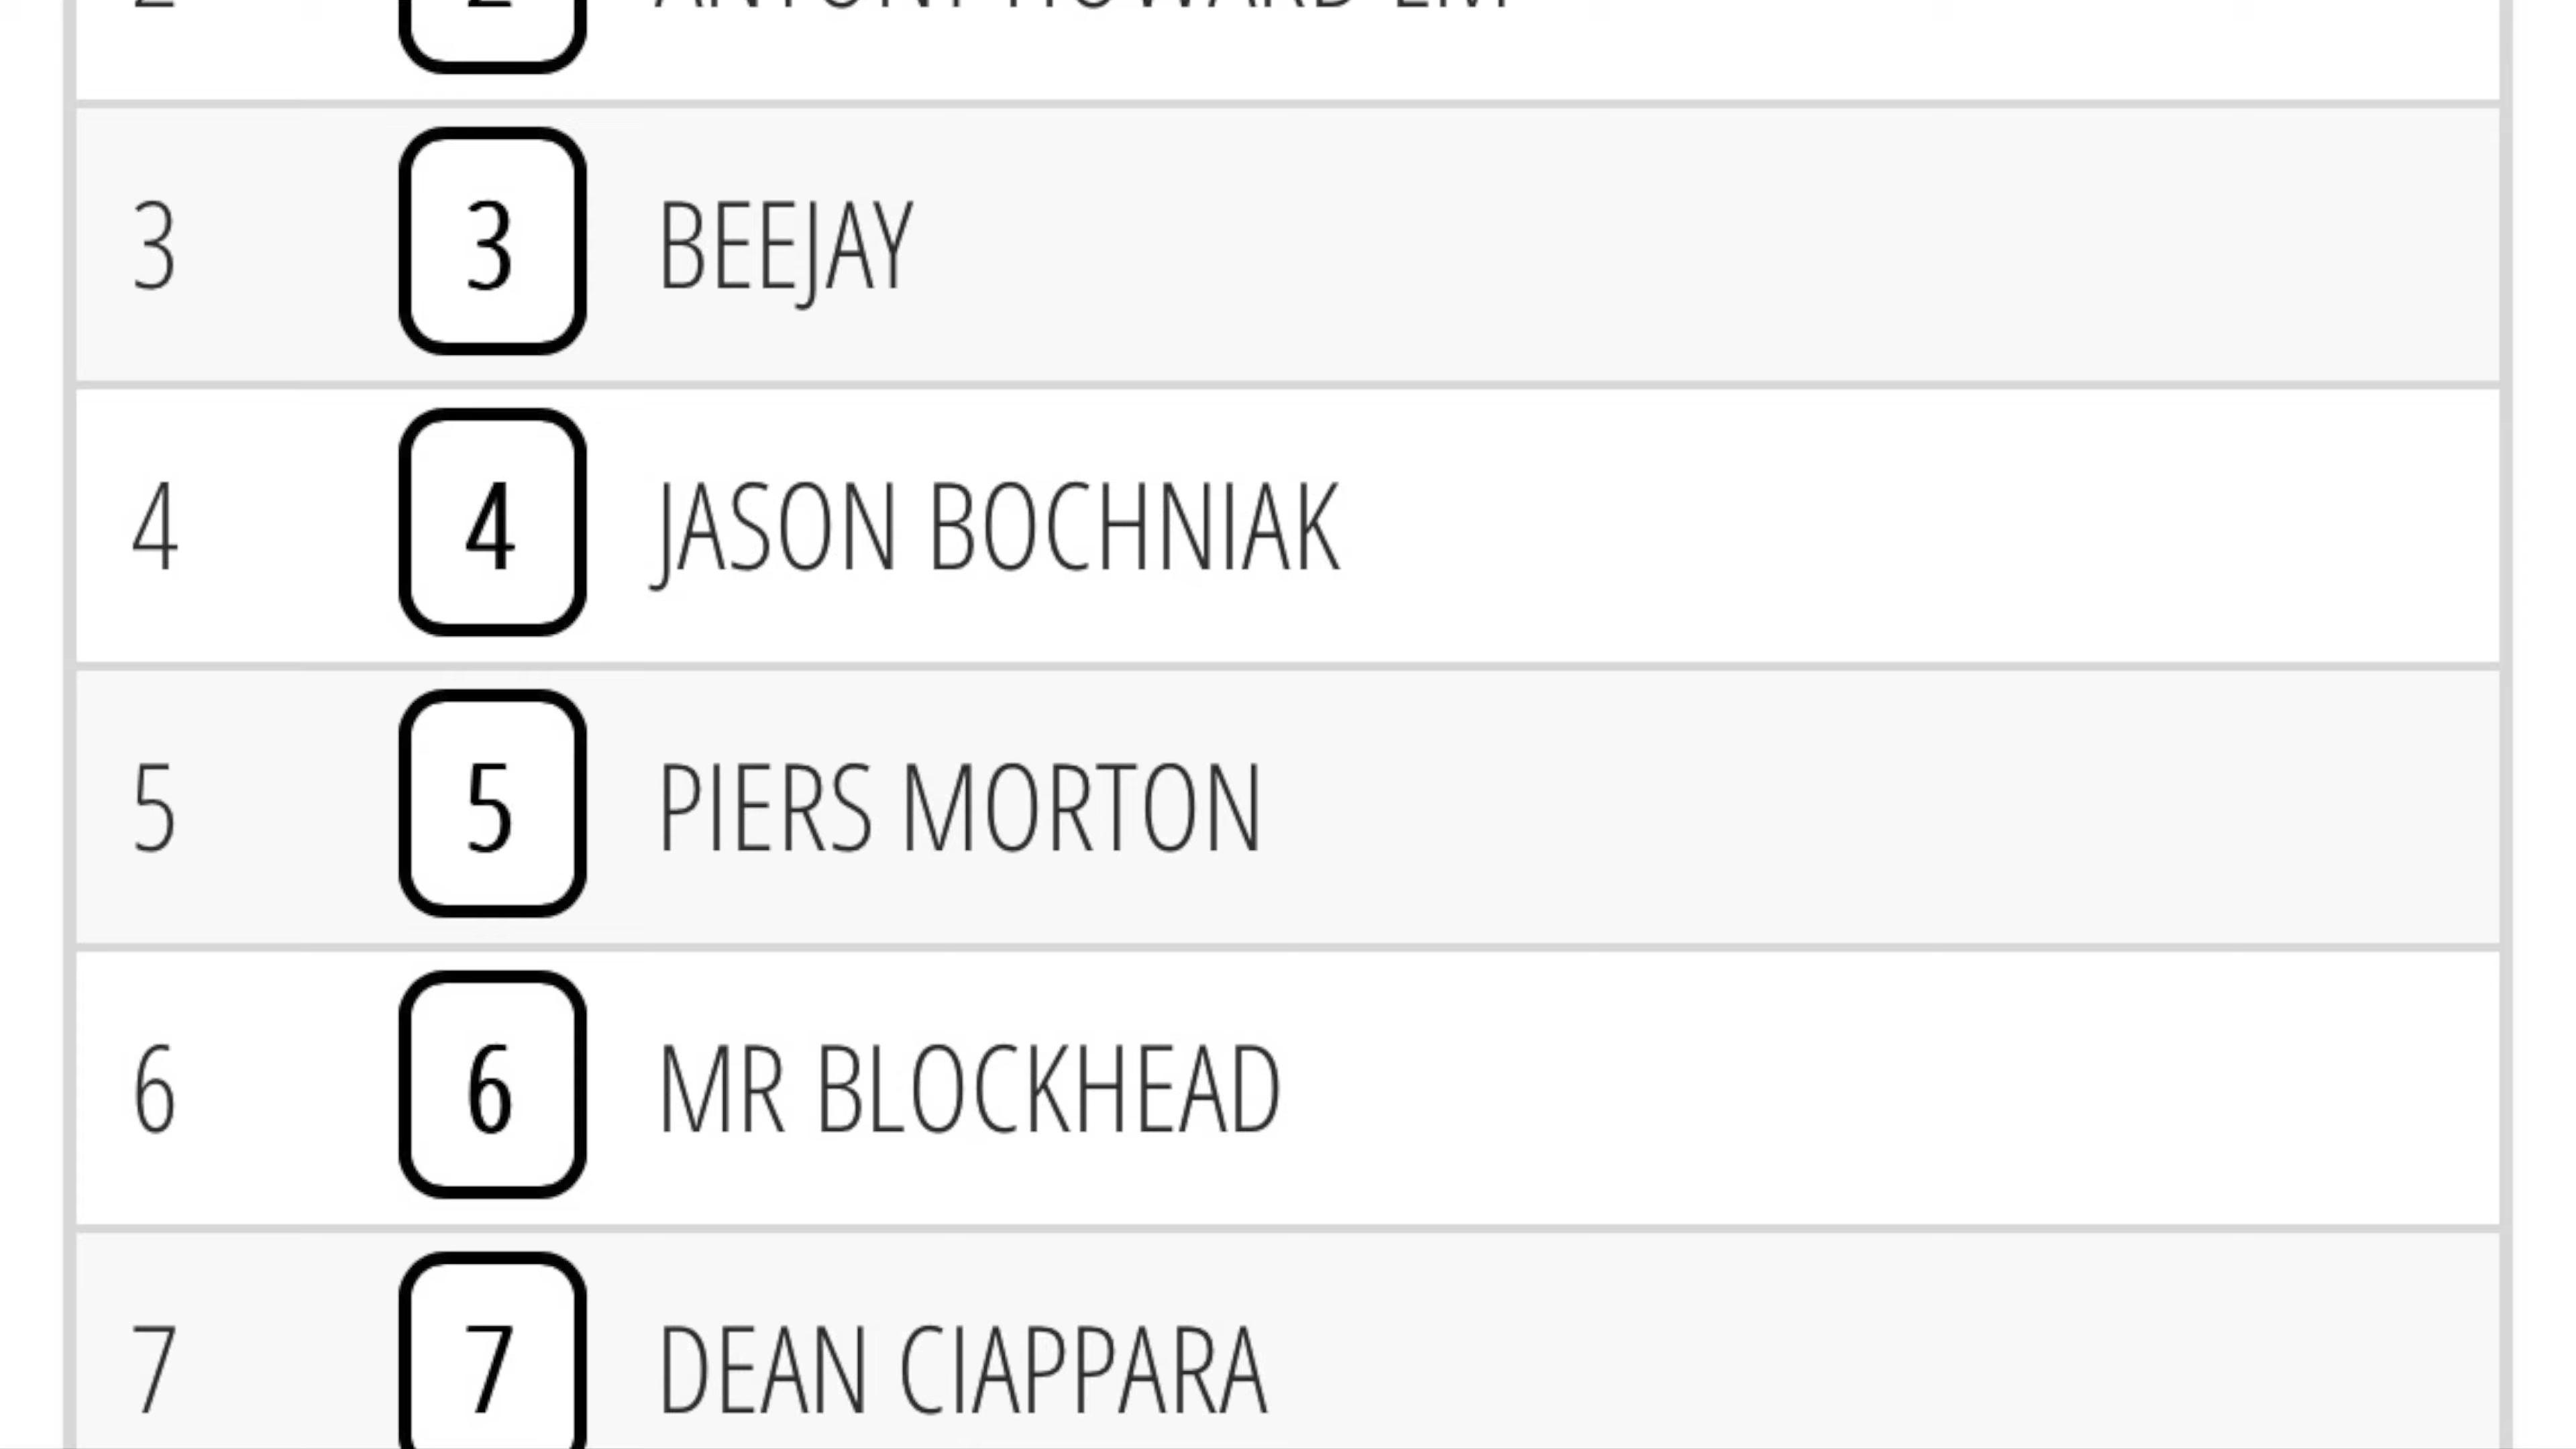 3 3 BEEJAY
4 4 JASON BOCHNIAK
5 5 PIERS MORTON
6 6 MR BLOCKHEAD
7 7 DEAN CIAPPARA